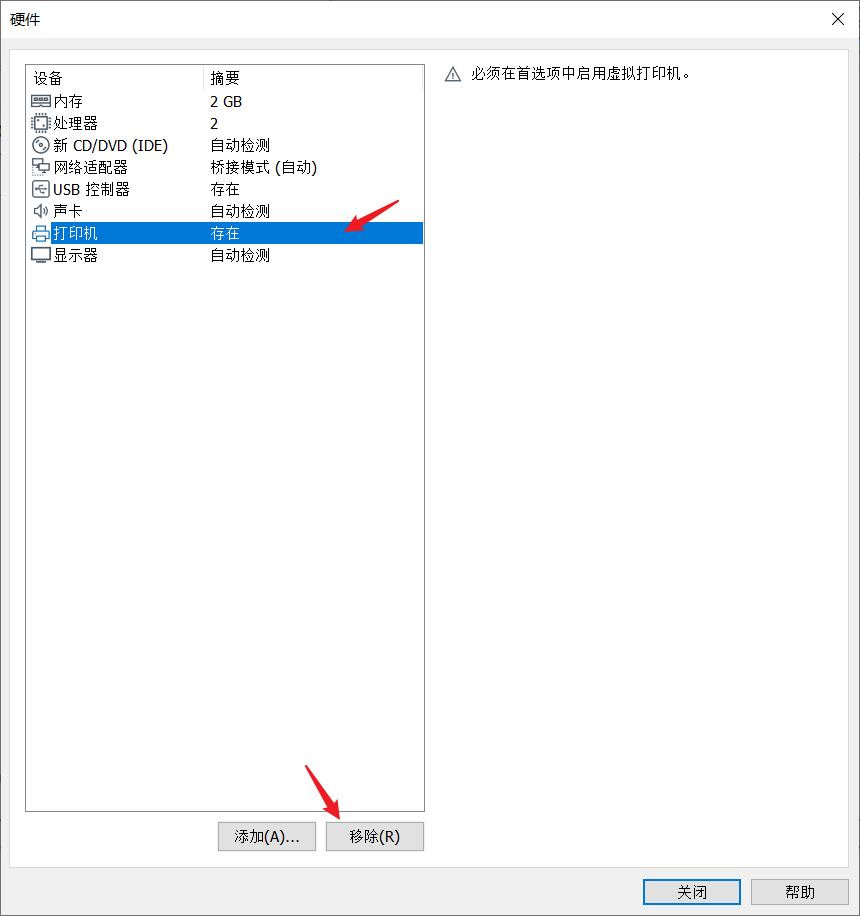 硬件
设备 摘要
内存 2 GB
处理器 2
新 CD/DVD (IDE) 自动检测
网络适配器 桥接模式 (自动)
USB 控制器 存在
声卡 自动检测
打印机 存在
显示器 自动检测
必须在首选项中启用虚拟打印机。
添加(A)... 移除(R)
关闭 帮助